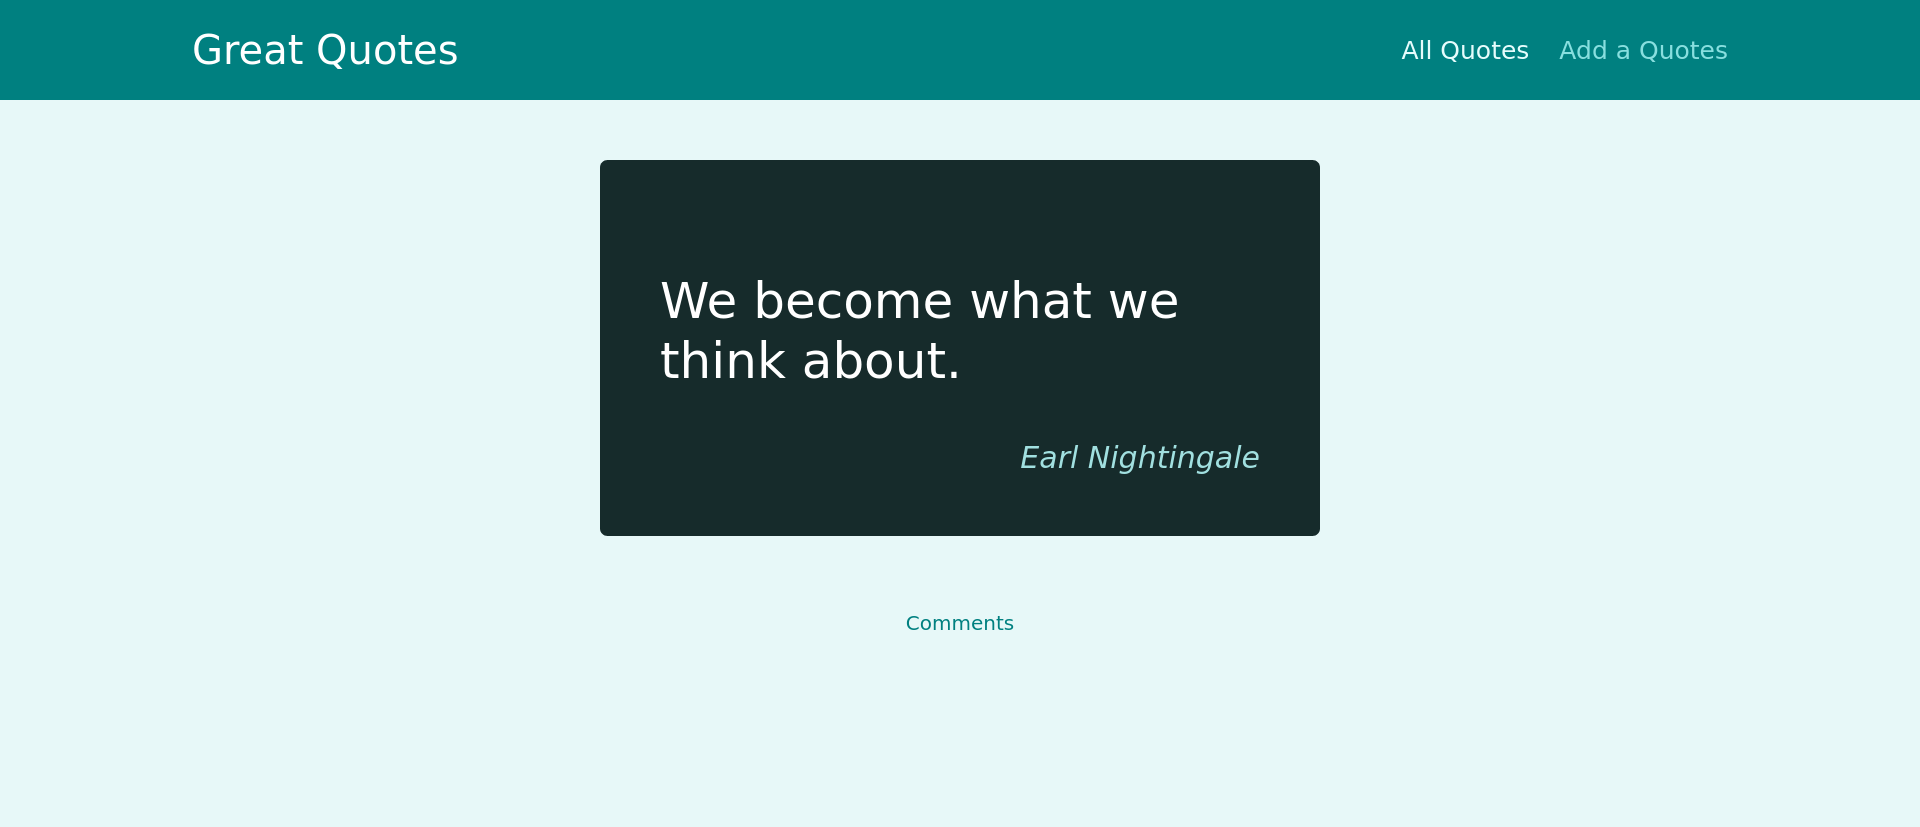 Great Quotes
All Quotes
Add a Quotes
We become what we
think about.
Earl Nightingale
Comments